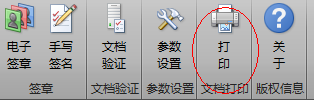 电子 手写 文档 参数 打 关
签章 签名 验证 设置 印 于
签章 文档验证 参数设置 文档打印 版权信息